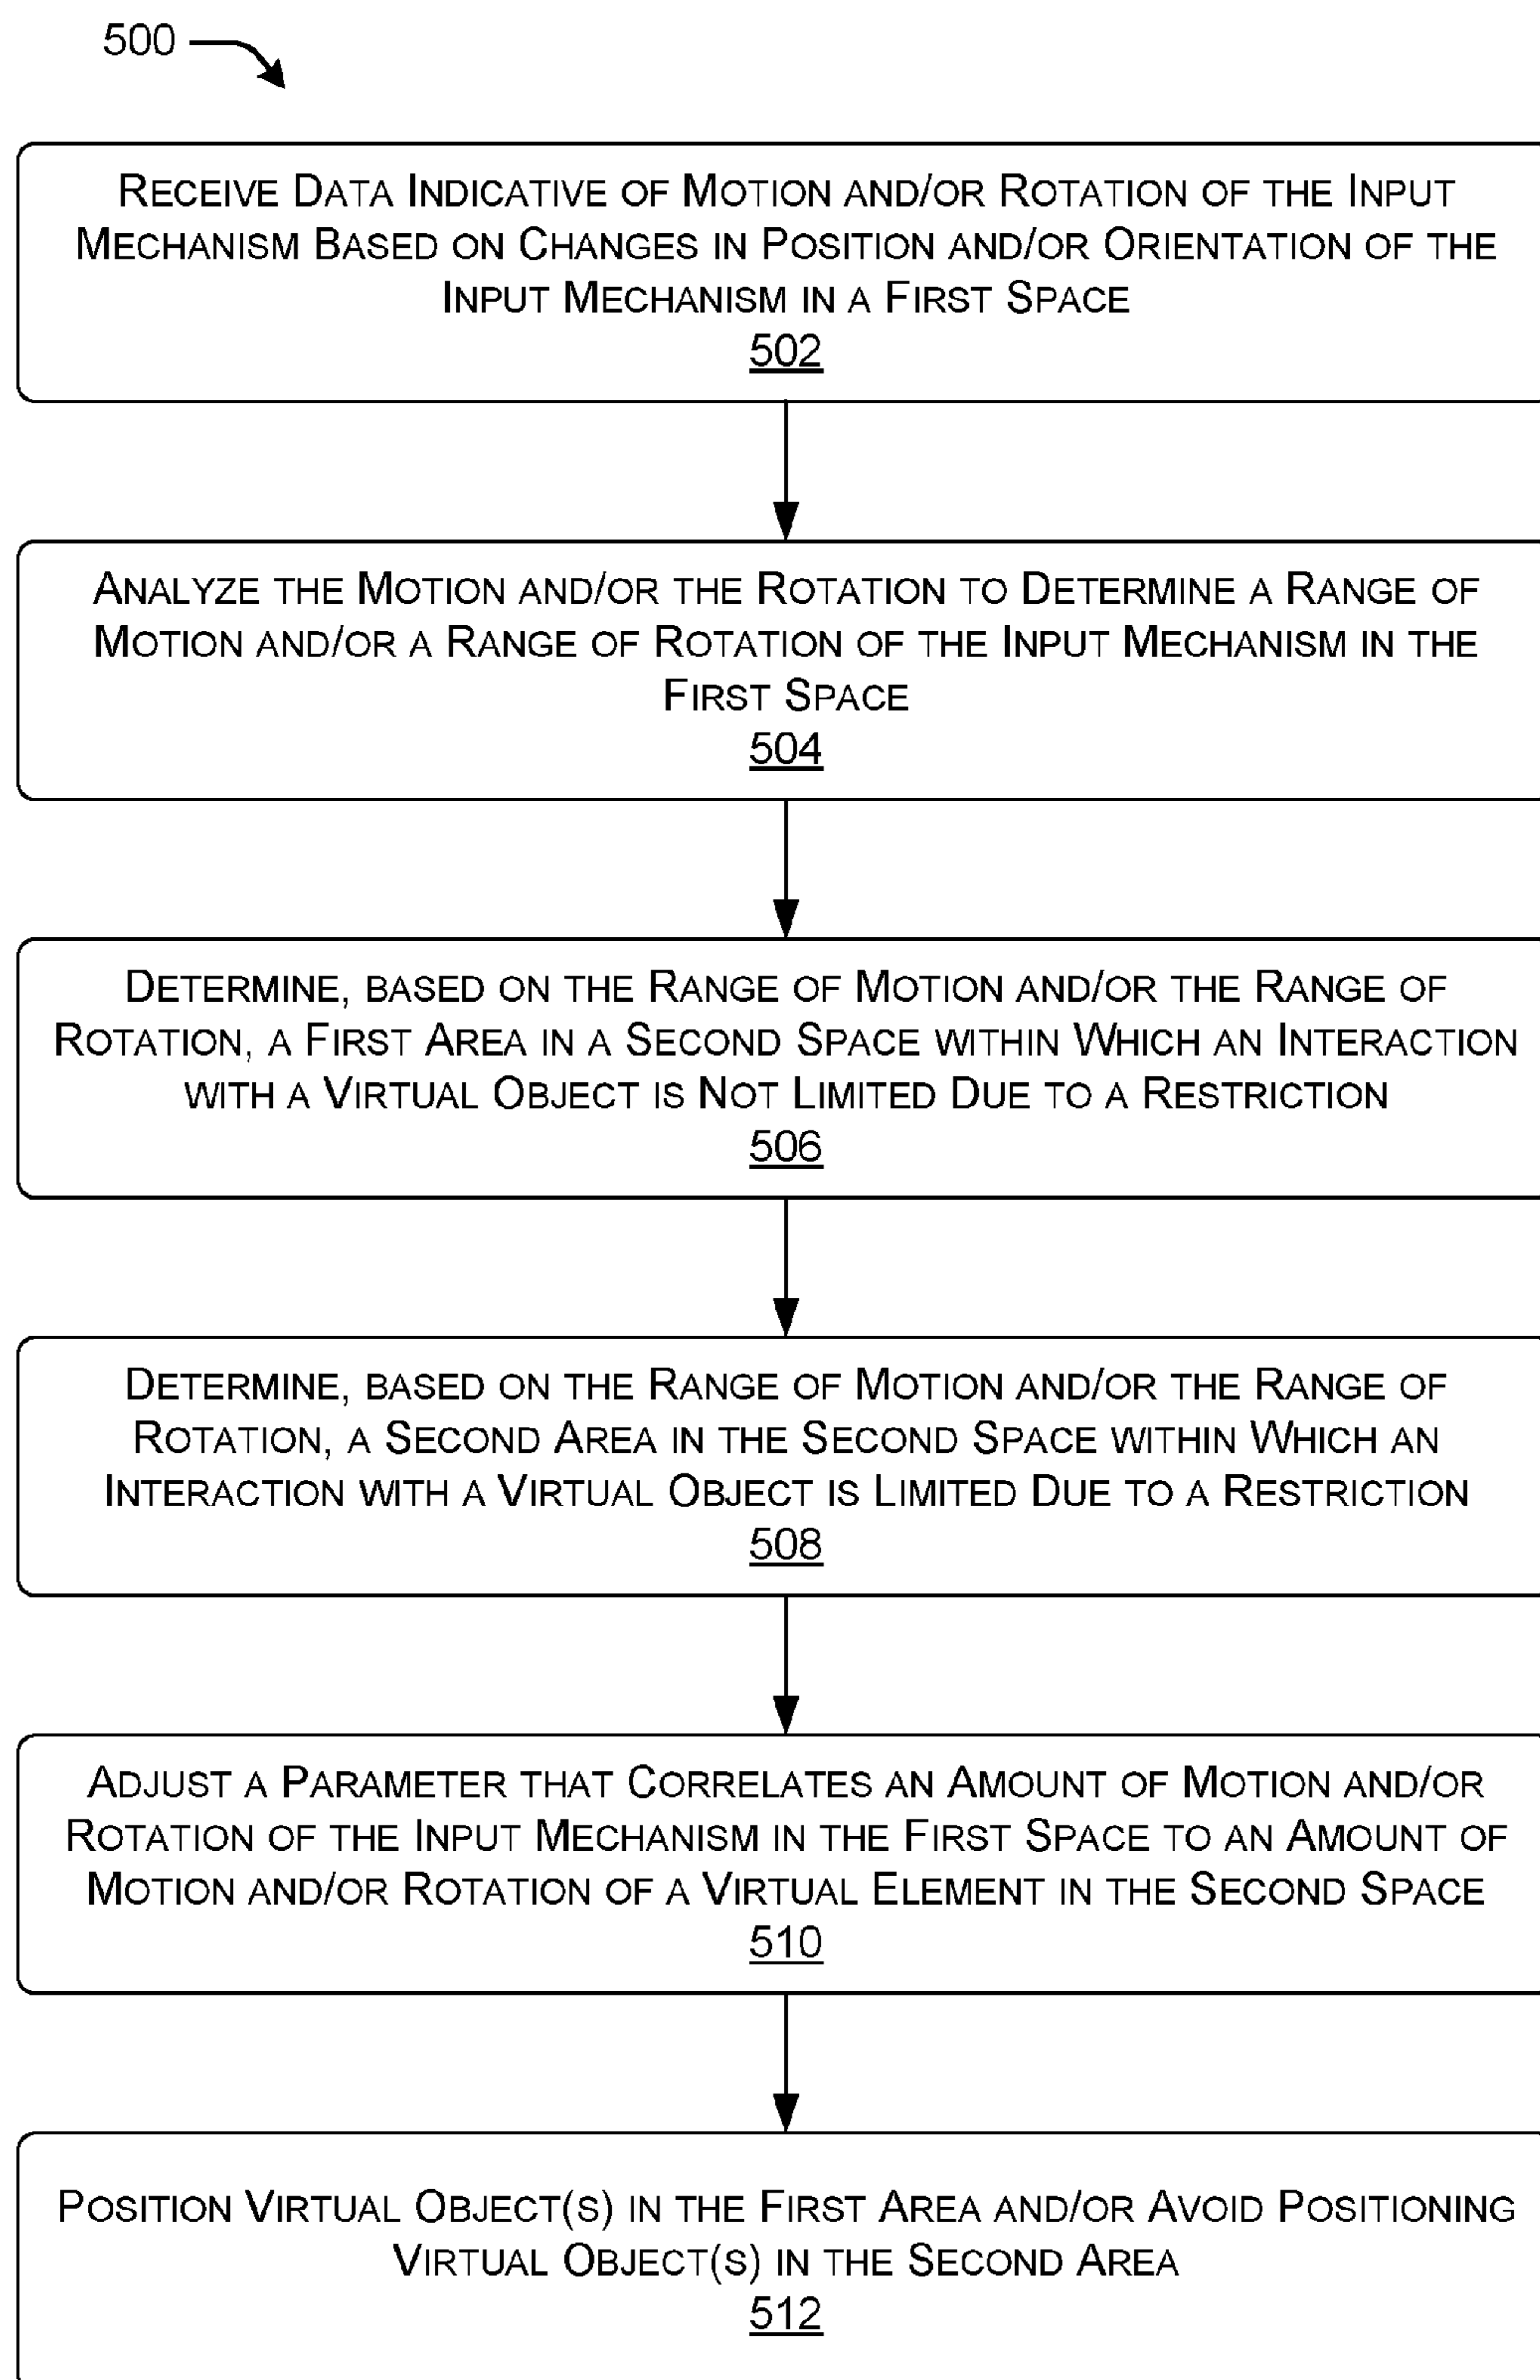 500
RECEIVE DATA INDICATIVE OF MOTION AND/OR ROTATION OF THE INPUT
MECHANISM BASED ON CHANGES IN POSITION AND/OR ORIENTATION OF THE
INPUT MECHANISM IN A FIRST SPACE
502
ANALYZE THE MOTION AND/OR THE ROTATION TO DETERMINE A RANGE OF
MOTION AND/OR A RANGE OF ROTATION OF THE INPUT MECHANISM IN THE
FIRST SPACE
504
DETERMINE, BASED ON THE RANGE OF MOTION AND/OR THE RANGE OF
ROTATION, A FIRST AREA IN A SECOND SPACE WITHIN WHICH AN INTERACTION
WITH A VIRTUAL OBJECT IS NOT LIMITED DUE TO A RESTRICTION
506
DETERMINE, BASED ON THE RANGE OF MOTION AND/OR THE RANGE OF
ROTATION, A SECOND AREA IN THE SECOND SPACE WITHIN WHICH AN
INTERACTION WITH A VIRTUAL OBJECT IS LIMITED DUE TO A RESTRICTION
508
ADJUST A PARAMETER THAT CORRELATES AN AMOUNT OF MOTION AND/OR
ROTATION OF THE INPUT MECHANISM IN THE FIRST SPACE TO AN AMOUNT OF
MOTION AND/OR ROTATION OF A VIRTUAL ELEMENT IN THE SECOND SPACE
510
POSITION VIRTUAL OBJECT(S) IN THE FIRST AREA AND/OR AVOID POSITIONING
VIRTUAL OBJECT(S) IN THE SECOND AREA
512